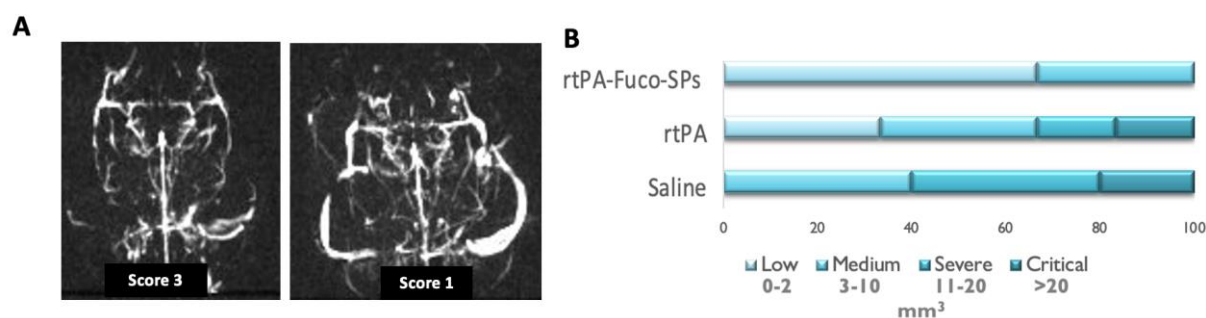 A
Score 3
Score 1
B
rtPA-Fuco-SPs
rtPA
Saline
0 20 40 60 80 100
Low Medium Severe Critical
0-2 3-10 11-20 >20
mm³